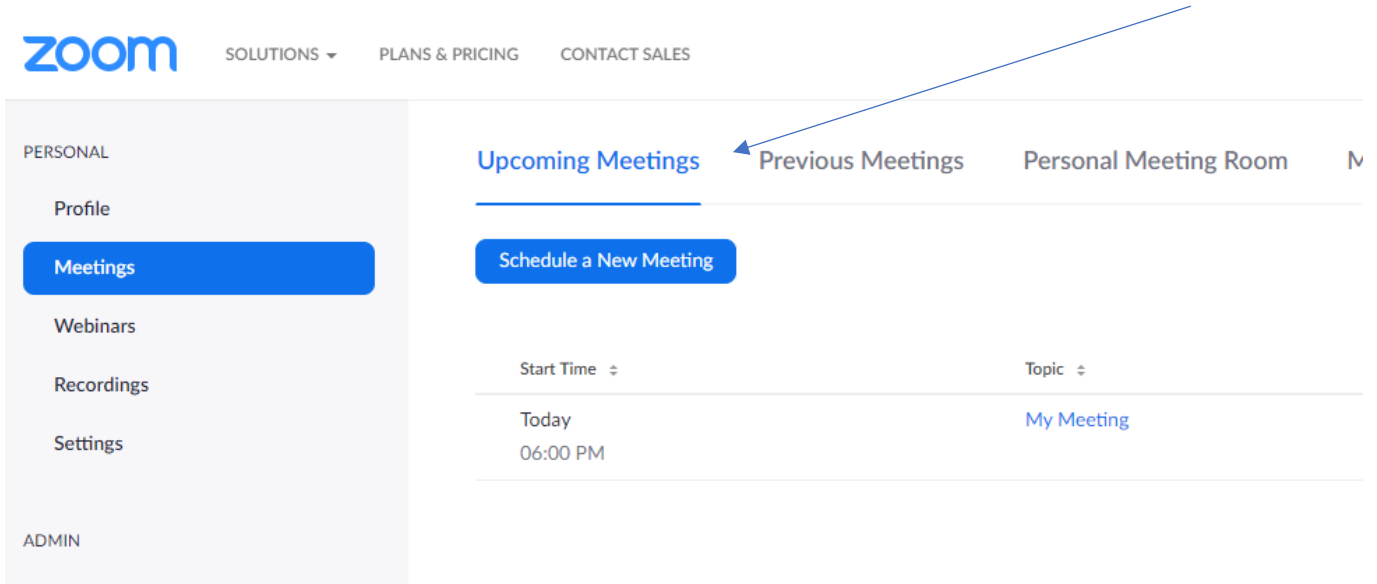 zoom SOLUTIONS PLANS & PRICING CONTACT SALES
PERSONAL
Profile
Meetings
Webinars
Recordings
Settings
ADMIN
Upcoming Meetings Previous Meetings Personal Meeting Room
Schedule a New Meeting
Start Time Topic
Today My Meeting
06:00 PM